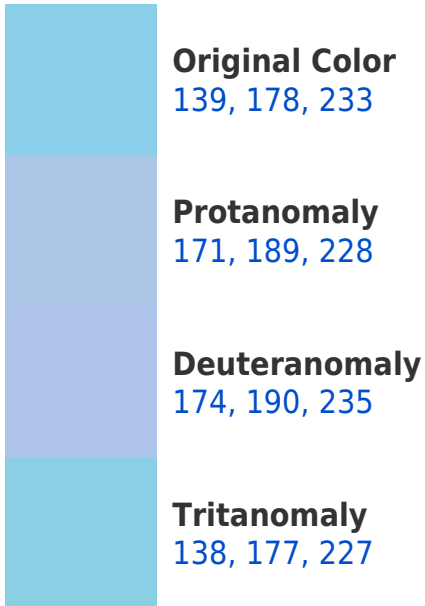 Original Color
139, 178, 233
Protanomaly
171, 189, 228
Deuteranomaly
174, 190, 235
Tritanomaly
138, 177, 227